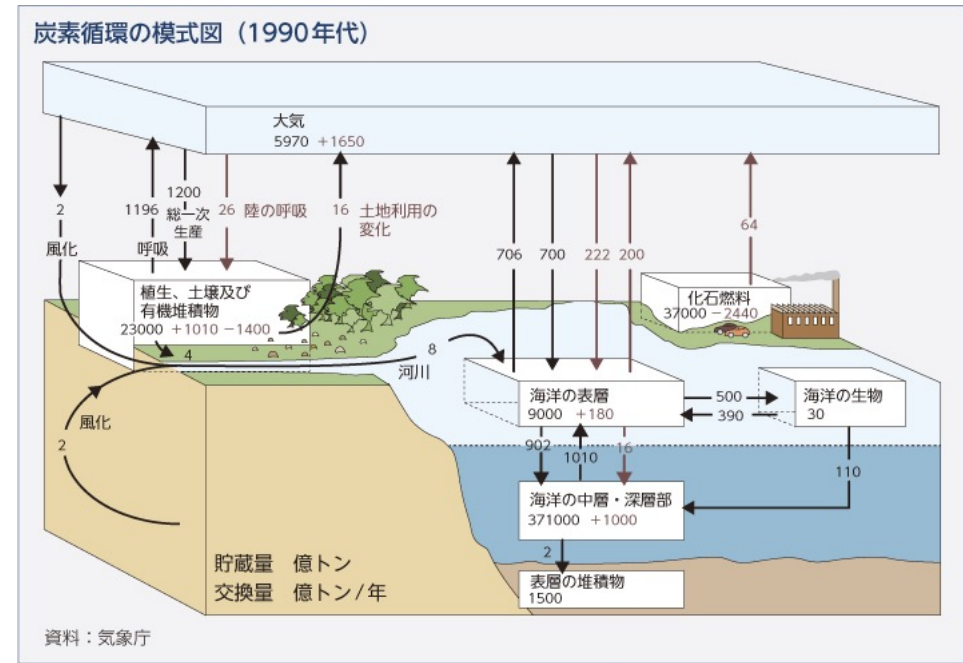 炭素循環の模式図（1990年代）
大気
5970 +1650
2
風化
1196
呼吸
1200
総一次
生産
26 陸の呼吸
16 土地利用の
変化
706
700
222
200
64
植生、土壌及び
有機堆積物
23000 +1010 −1400
化石燃料
37000 −2440
4
8
河川
風化
2
海洋の表層
9000 +180
500
390
海洋の生物
30
902
1010
16
110
海洋の中層・深層部
371000 +1000
2
表層の堆積物
1500
貯蔵量 億トン
交換量 億トン/年
資料：気象庁